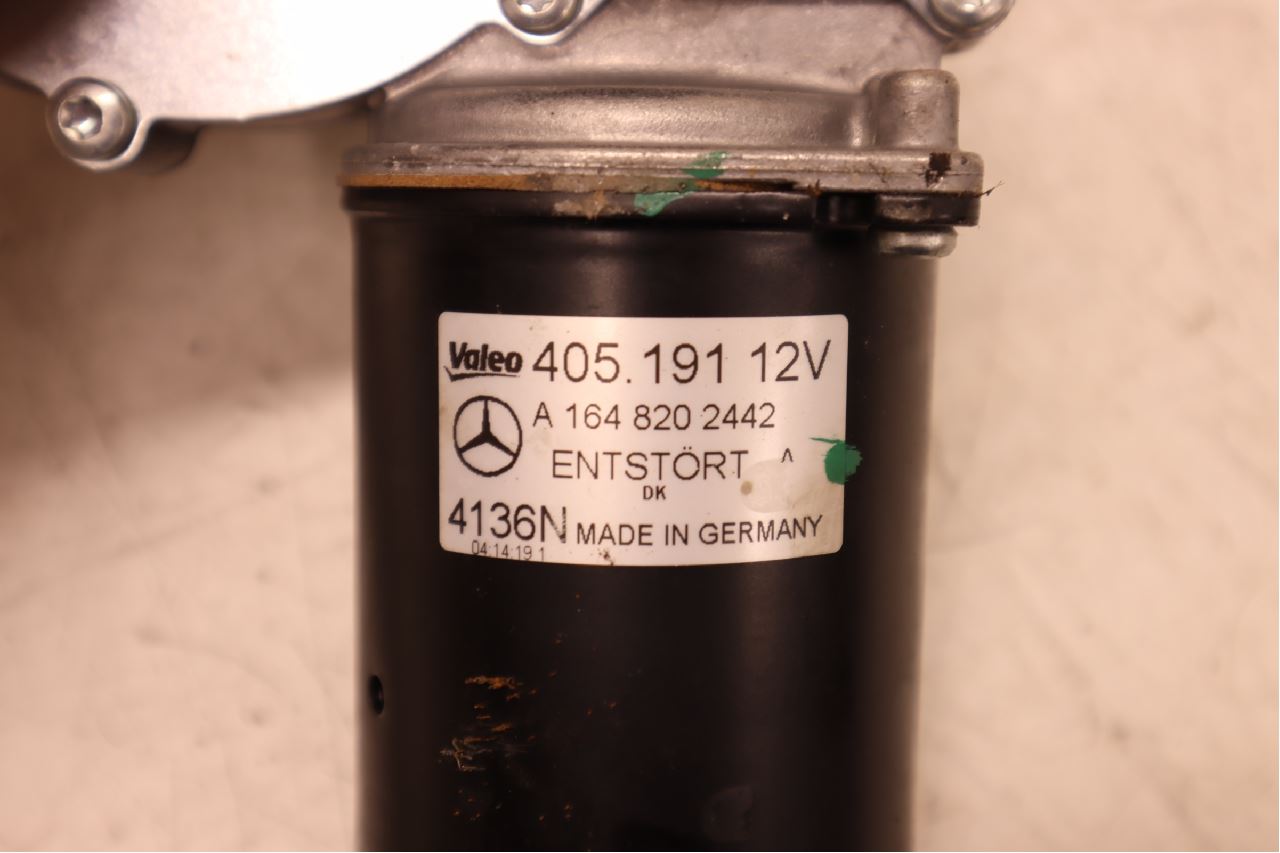 Valeo 405.191 12V
A 164 820 2442
ENTSTÖRT ^
DK
4136N MADE IN GERMANY
04:14:19 1